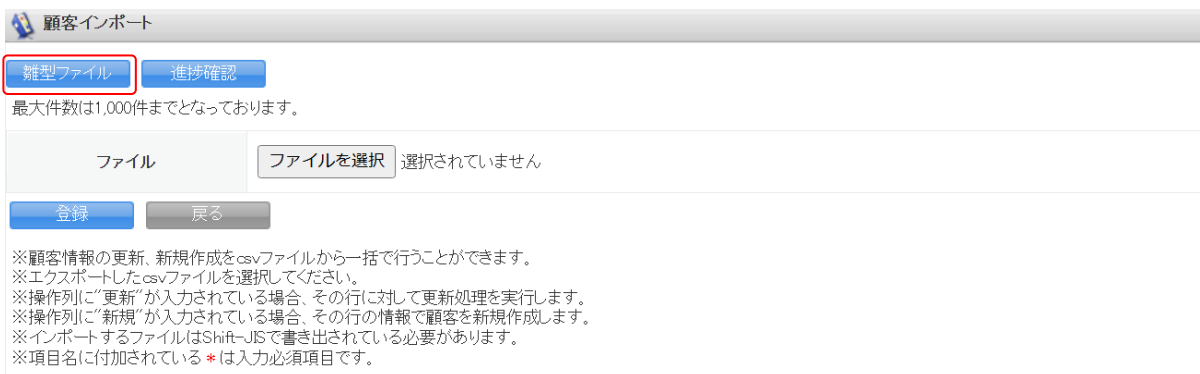 顧客インポート
雛型ファイル 進捗確認
最大件数は1,000件までとなっております。
ファイル ファイルを選択 選択されていません
登録 戻る
※顧客情報の更新、新規作成をcsvファイルから一括で行うことができます。
※エクスポートしたcsvファイルを選択してください。
※操作列に"更新"が入力されている場合、その行に対して更新処理を実行します。
※操作列に"新規"が入力されている場合、その行の情報で顧客を新規作成します。
※インポートするファイルはShift-JISで書き出されている必要があります。
※項目名に付加されている*は入力必須項目です。